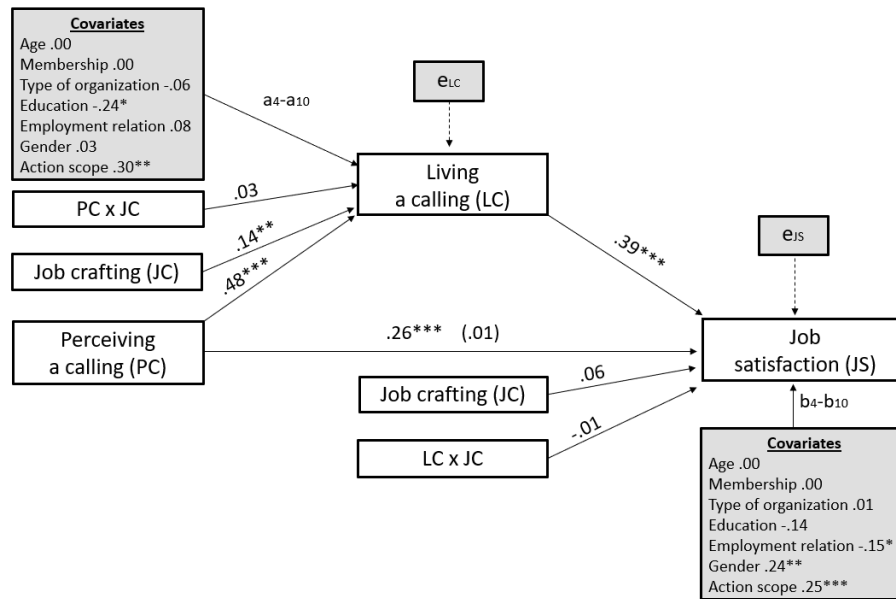 Covariates
Age .00
Membership .00
Type of organization -.06
Education -.24*
Employment relation .08
Gender .03
Action scope .30**
a4-a10
eLC
Living
a calling (LC)
PC x JC
.03
Job crafting (JC)
.14**
.48***
Perceiving
a calling (PC)
.39***
eJS
.26*** (.01)
Job
satisfaction (JS)
Job crafting (JC)
.06
LC x JC
-.01
b4-b10
Covariates
Age .00
Membership .00
Type of organization .01
Education -.14
Employment relation -.15*
Gender .24**
Action scope .25***